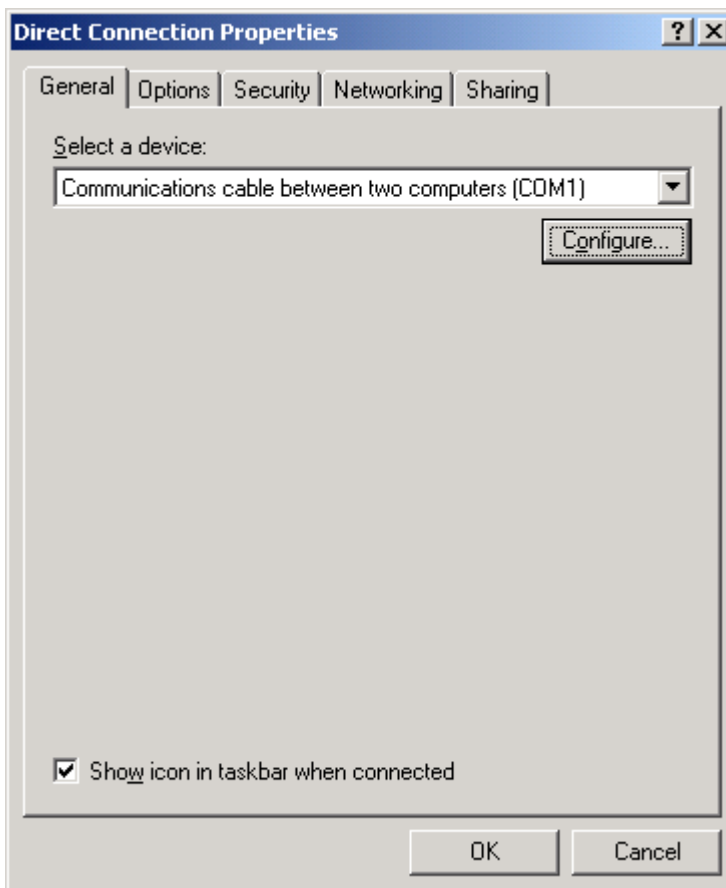 Direct Connection Properties
General Options Security Networking Sharing
Select a device:
Communications cable between two computers (COM1)
Configure...
Show icon in taskbar when connected
OK Cancel